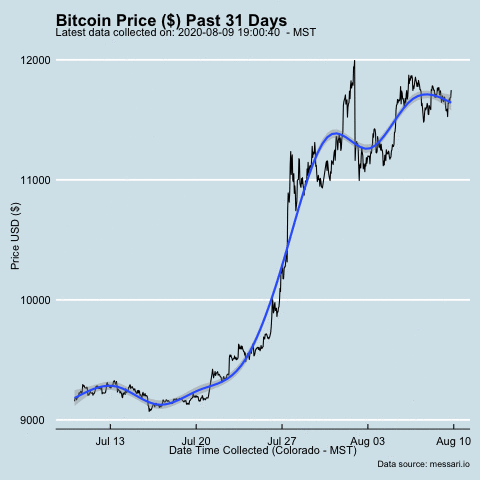 Bitcoin Price ($) Past 31 Days
Latest data collected on: 2020-08-09 19:00:40  - MST
12000
11000
10000
9000
Price USD ($)
Jul 13
Jul 20
Jul 27
Aug 03
Aug 10
Date Time Collected (Colorado - MST)
Data source: messari.io